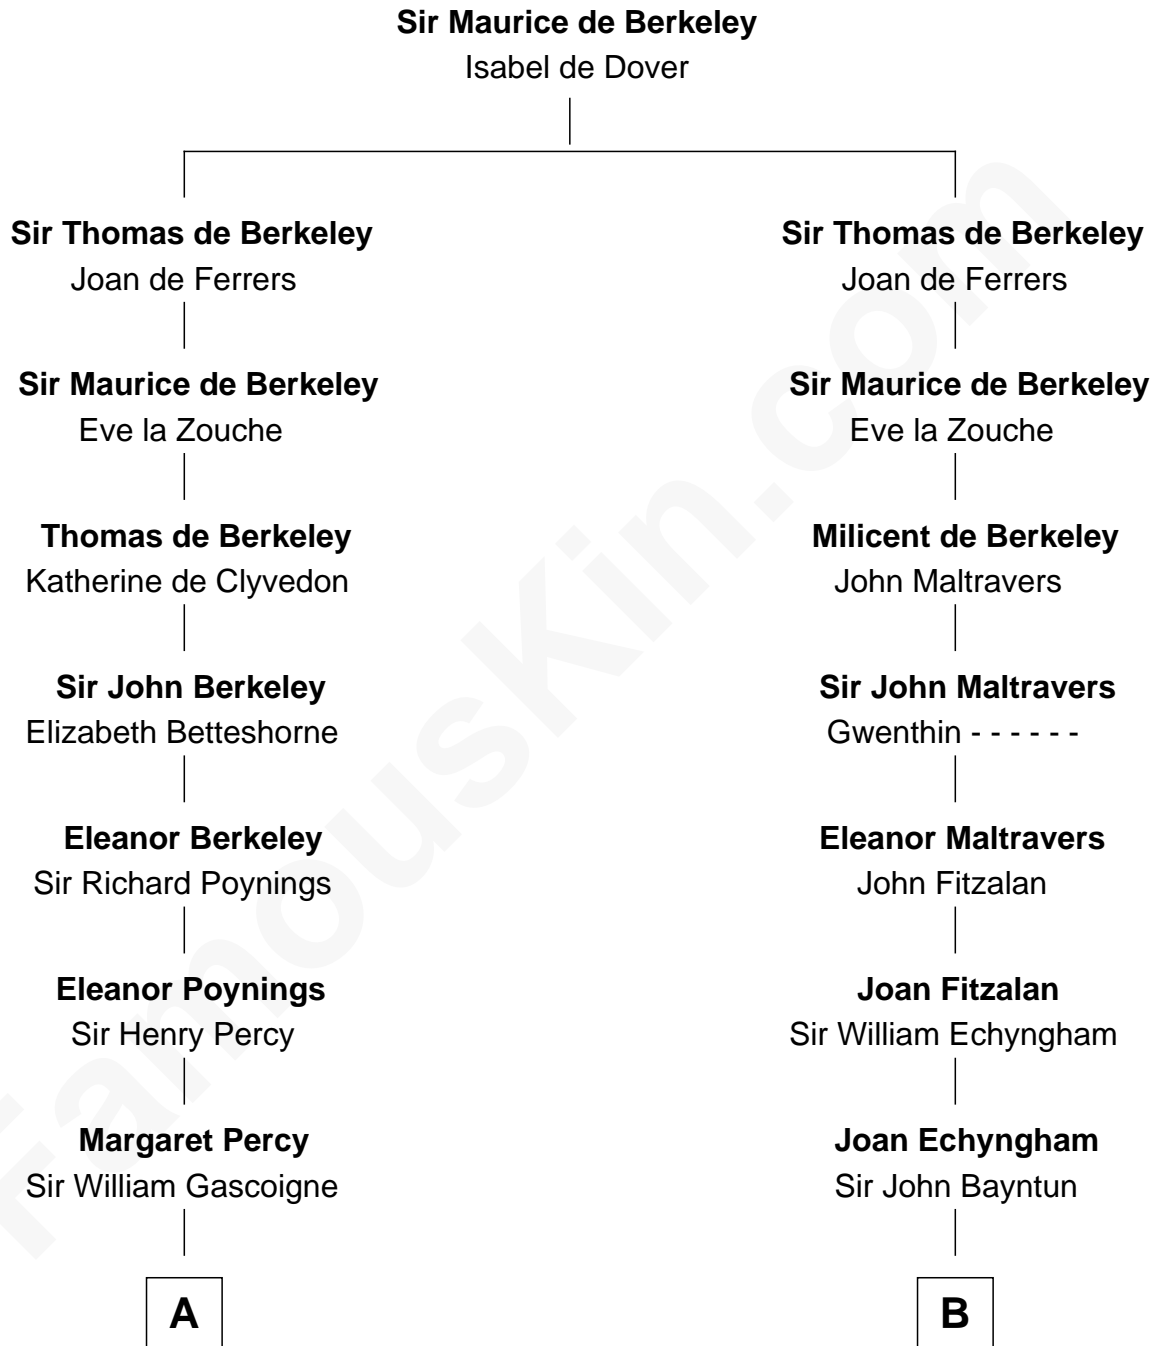 Sir Maurice de Berkeley
Isabel de Dover
Sir Thomas de Berkeley
Joan de Ferrers
Sir Thomas de Berkeley
Joan de Ferrers
Sir Maurice de Berkeley
Eve la Zouche
Sir Maurice de Berkeley
Eve la Zouche
Thomas de Berkeley
Katherine de Clyvedon
Milicent de Berkeley
John Maltravers
Sir John Berkeley
Elizabeth Betteshorne
Sir John Maltravers
Gwenthin - - - - - -
Eleanor Berkeley
Sir Richard Poynings
Eleanor Maltravers
John Fitzalan
Eleanor Poynings
Sir Henry Percy
Joan Fitzalan
Sir William Echyngham
Margaret Percy
Sir William Gascoigne
Joan Echyngham
Sir John Bayntun
A
B
FamousKin.com